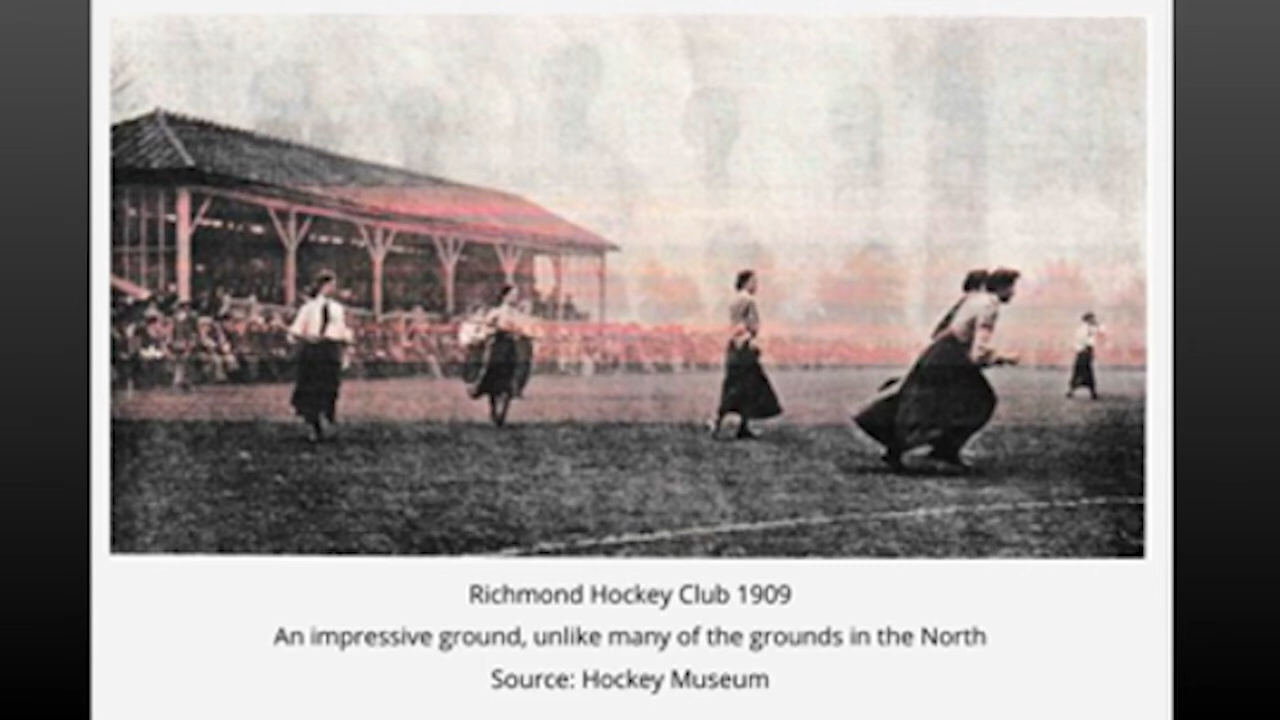 Richmond Hockey Club 1909
An impressive ground, unlike many of the grounds in the North
Source: Hockey Museum